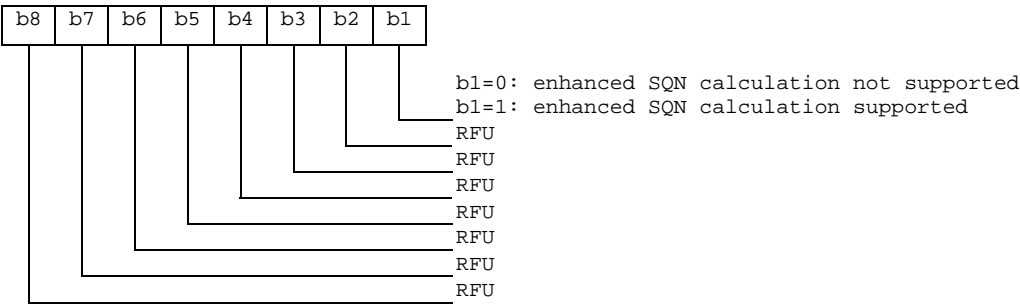 b8 b7 b6 b5 b4 b3 b2 b1
b1=0: enhanced SQN calculation not supported
b1=1: enhanced SQN calculation supported
RFU
RFU
RFU
RFU
RFU
RFU
RFU